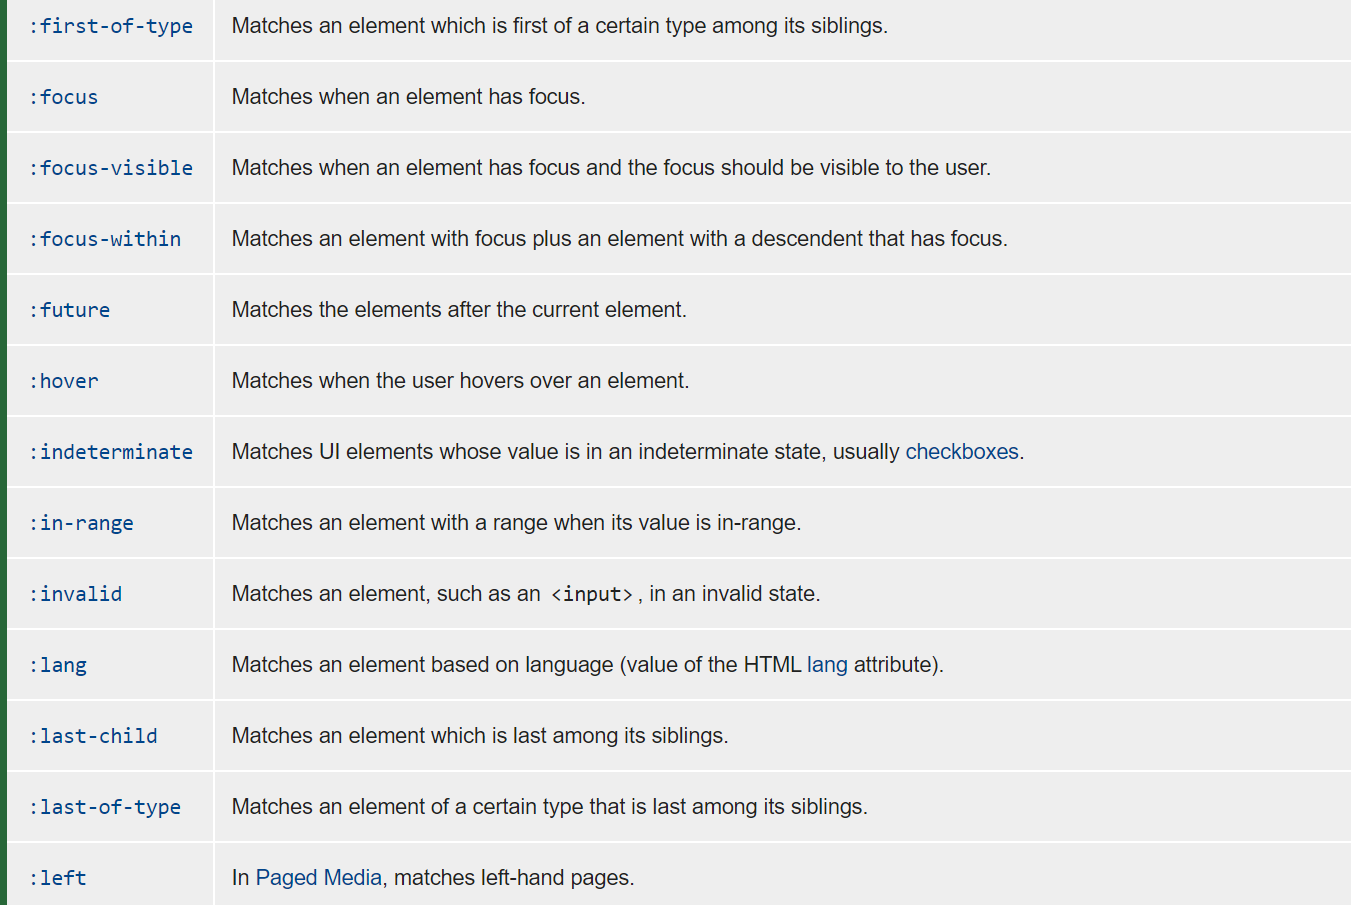 :first-of-type Matches an element which is first of a certain type among its siblings.
:focus Matches when an element has focus.
:focus-visible Matches when an element has focus and the focus should be visible to the user.
:focus-within Matches an element with focus plus an element with a descendent that has focus.
:future Matches the elements after the current element.
:hover Matches when the user hovers over an element.
:indeterminate Matches UI elements whose value is in an indeterminate state, usually checkboxes.
:in-range Matches an element with a range when its value is in-range.
:invalid Matches an element, such as an <input>, in an invalid state.
:lang Matches an element based on language (value of the HTML lang attribute).
:last-child Matches an element which is last among its siblings.
:last-of-type Matches an element of a certain type that is last among its siblings.
:left In Paged Media, matches left-hand pages.